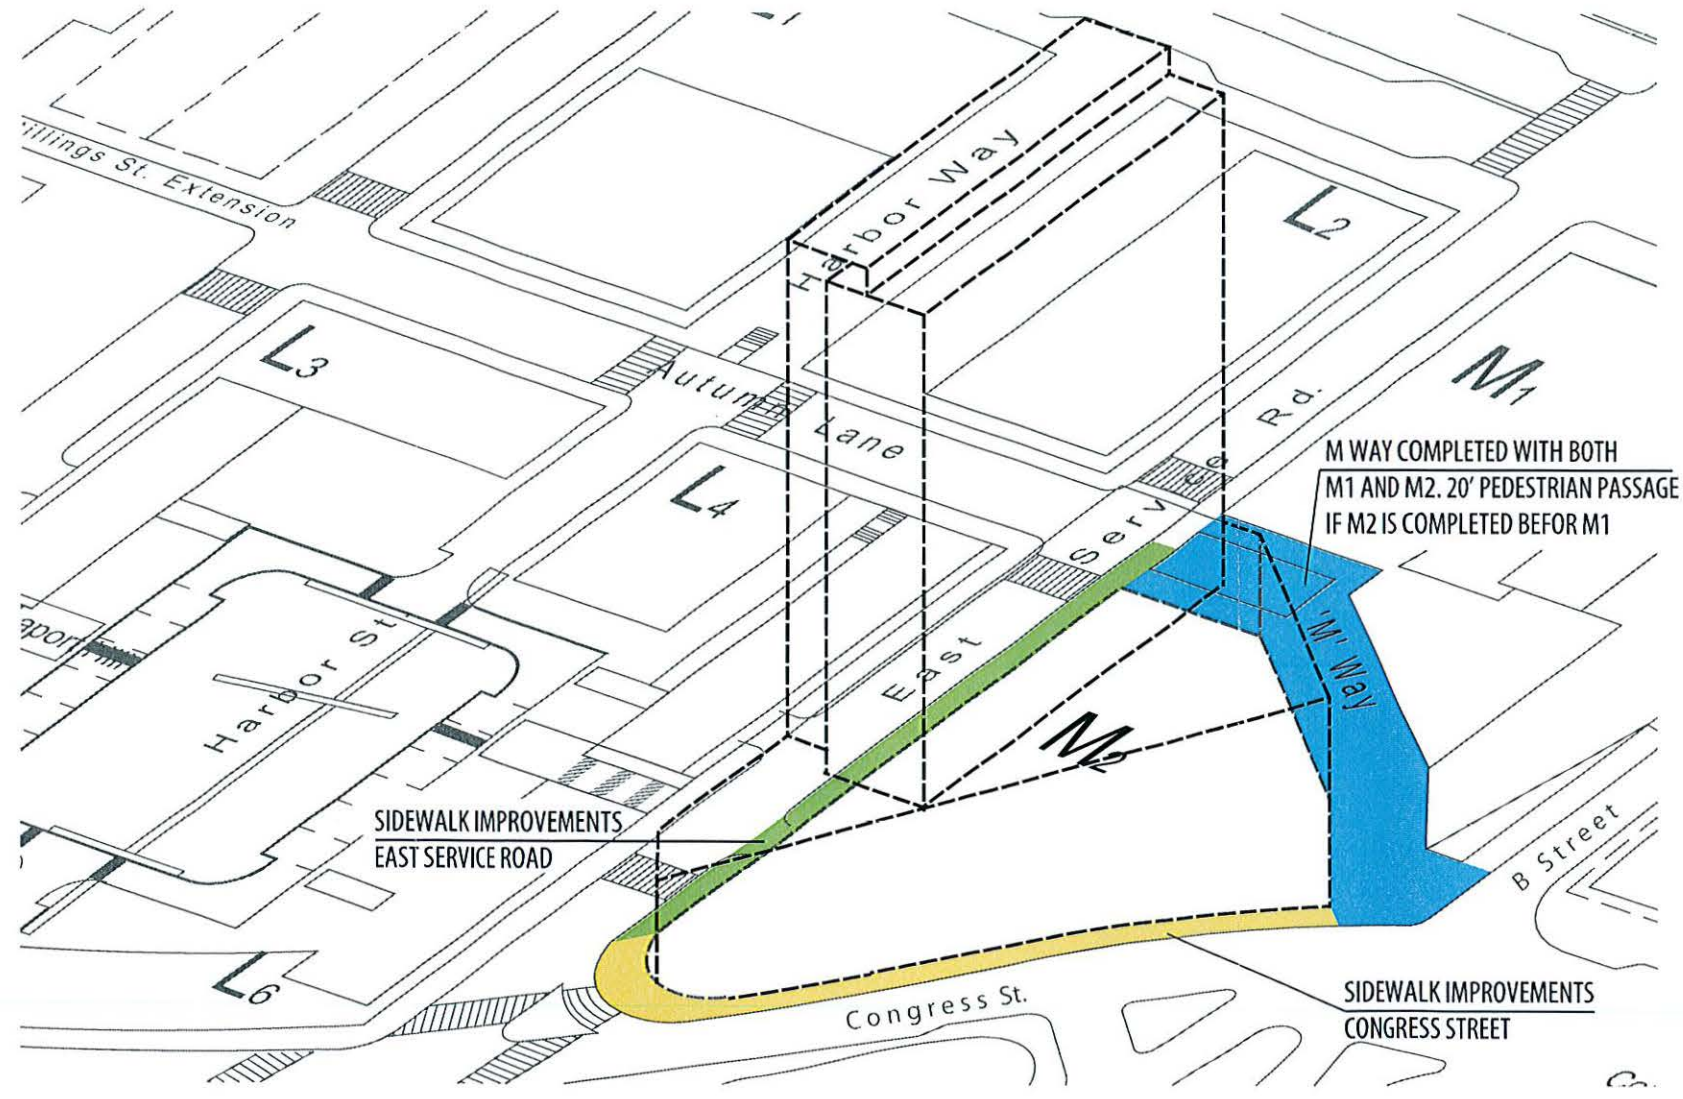 Harbor Way
L2
St. Extension
L3
M1
Autumn Lane
East Service Rd.
L4
M WAY COMPLETED WITH BOTH
M1 AND M2. 20' PEDESTRIAN PASSAGE
IF M2 IS COMPLETED BEFOR M1
Harbor St.
'M' Way
M2
SIDEWALK IMPROVEMENTS
EAST SERVICE ROAD
B Street
L6
Congress St.
SIDEWALK IMPROVEMENTS
CONGRESS STREET